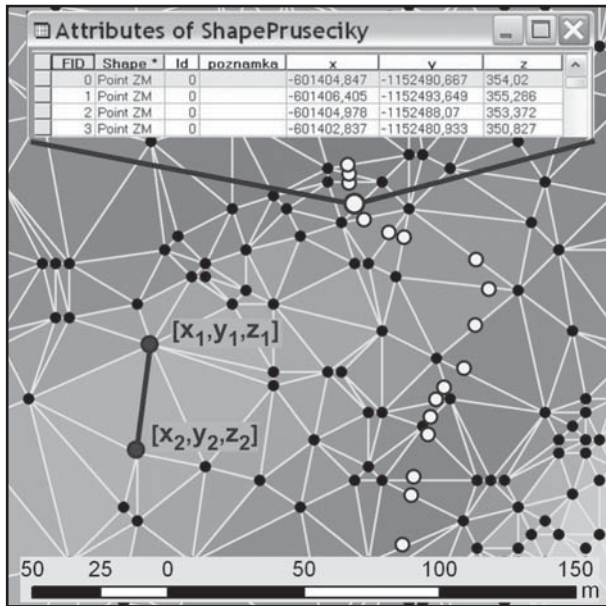 Attributes of ShapePruseciky
FID Shape * Id poznamka x y z
0 Point ZM 0 -601404,847 -1152490,667 354,02
1 Point ZM 0 -601406,405 -1152493,649 355,286
2 Point ZM 0 -601404,978 -1152488,07 353,372
3 Point ZM 0 -601402,837 -1152480,933 350,827
[x1,y1,z1]
[x2,y2,z2]
50 25 0 50 100 150
m